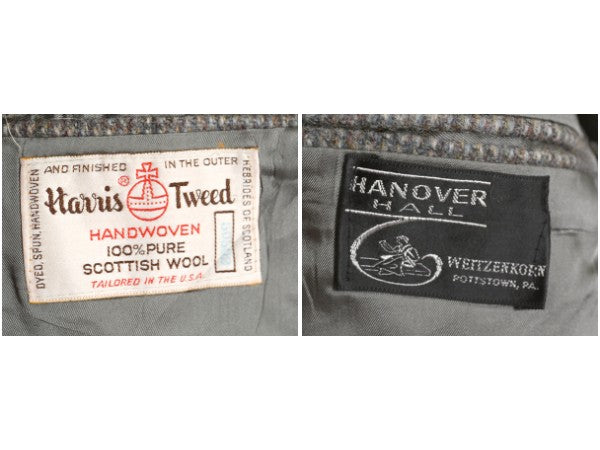 DYED, SPUN, HANDWOVEN
AND FINISHED
IN THE OUTER
HEBRIDES OF SCOTLAND
Harris Tweed
®
HANDWOVEN
100% PURE
SCOTTISH WOOL
TAILORED IN THE U.S.A.
HANOVER
HALL
WEITZENKORN
POTTSTOWN, PA.